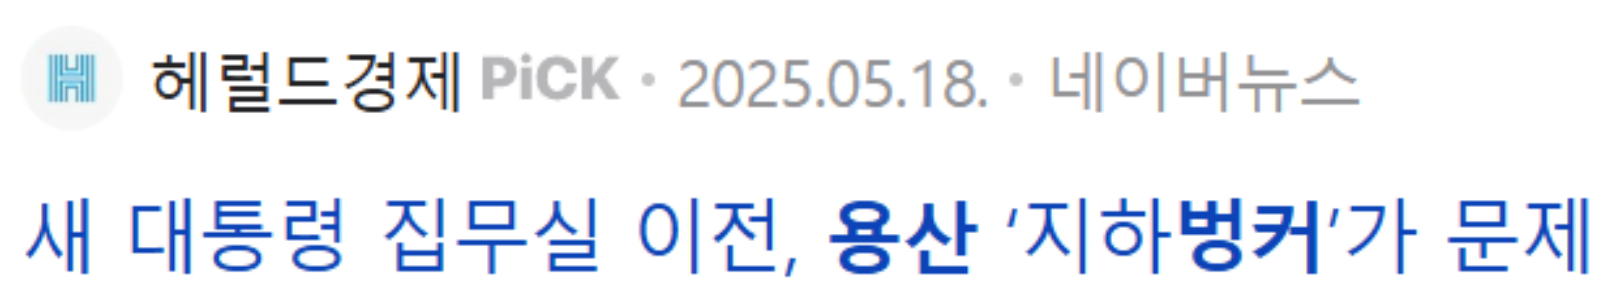 헤럴드경제 PiCK · 2025.05.18. · 네이버뉴스
새 대통령 집무실 이전, 용산 ‘지하벙커’가 문제